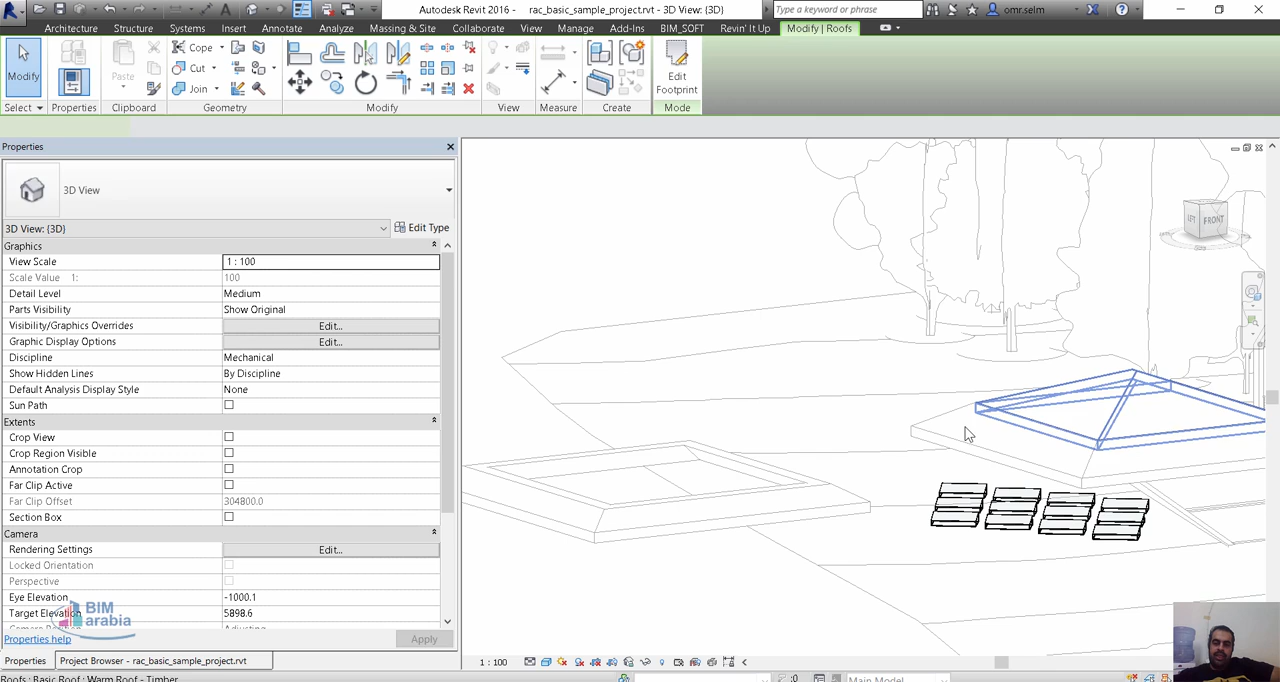 Autodesk Revit 2016 - rac_basic_sample_project.rvt - 3D View: {3D}
Type a keyword or phrase
omr.selm
Architecture Structure Systems Insert Annotate Analyze Massing & Site Collaborate View Manage Add-Ins BIM_SOFT Revin' It Up Modify | Roofs
Modify
Paste
Cope
Cut
Join
Edit
Footprint
Select Properties Clipboard Geometry Modify View Measure Create Mode
Properties
3D View
3D View: {3D} Edit Type
Graphics
View Scale 1 : 100
Scale Value 1: 100
Detail Level Medium
Parts Visibility Show Original
Visibility/Graphics Overrides Edit...
Graphic Display Options Edit...
Discipline Mechanical
Show Hidden Lines By Discipline
Default Analysis Display Style None
Sun Path
Extents
Crop View
Crop Region Visible
Annotation Crop
Far Clip Active
Far Clip Offset 304800.0
Section Box
Camera
Rendering Settings Edit...
Locked Orientation
Perspective
Eye Elevation -1000.1
Target Elevation 5898.6
Adjusting
BIM
arabia
Properties help Apply
Properties Project Browser - rac_basic_sample_project.rvt
LEFT FRONT
1 : 100
Roofs : Basic Roof : Warm Roof - Timber
:0
Main Model